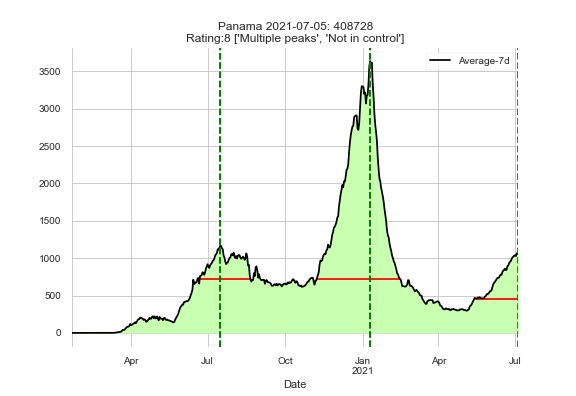 Panama 2021-07-05: 408728
Rating:8 ['Multiple peaks', 'Not in control']
Average-7d
3500
3000
2500
2000
1500
1000
500
0
Apr
Jul
Oct
Jan
2021
Apr
Jul
Date